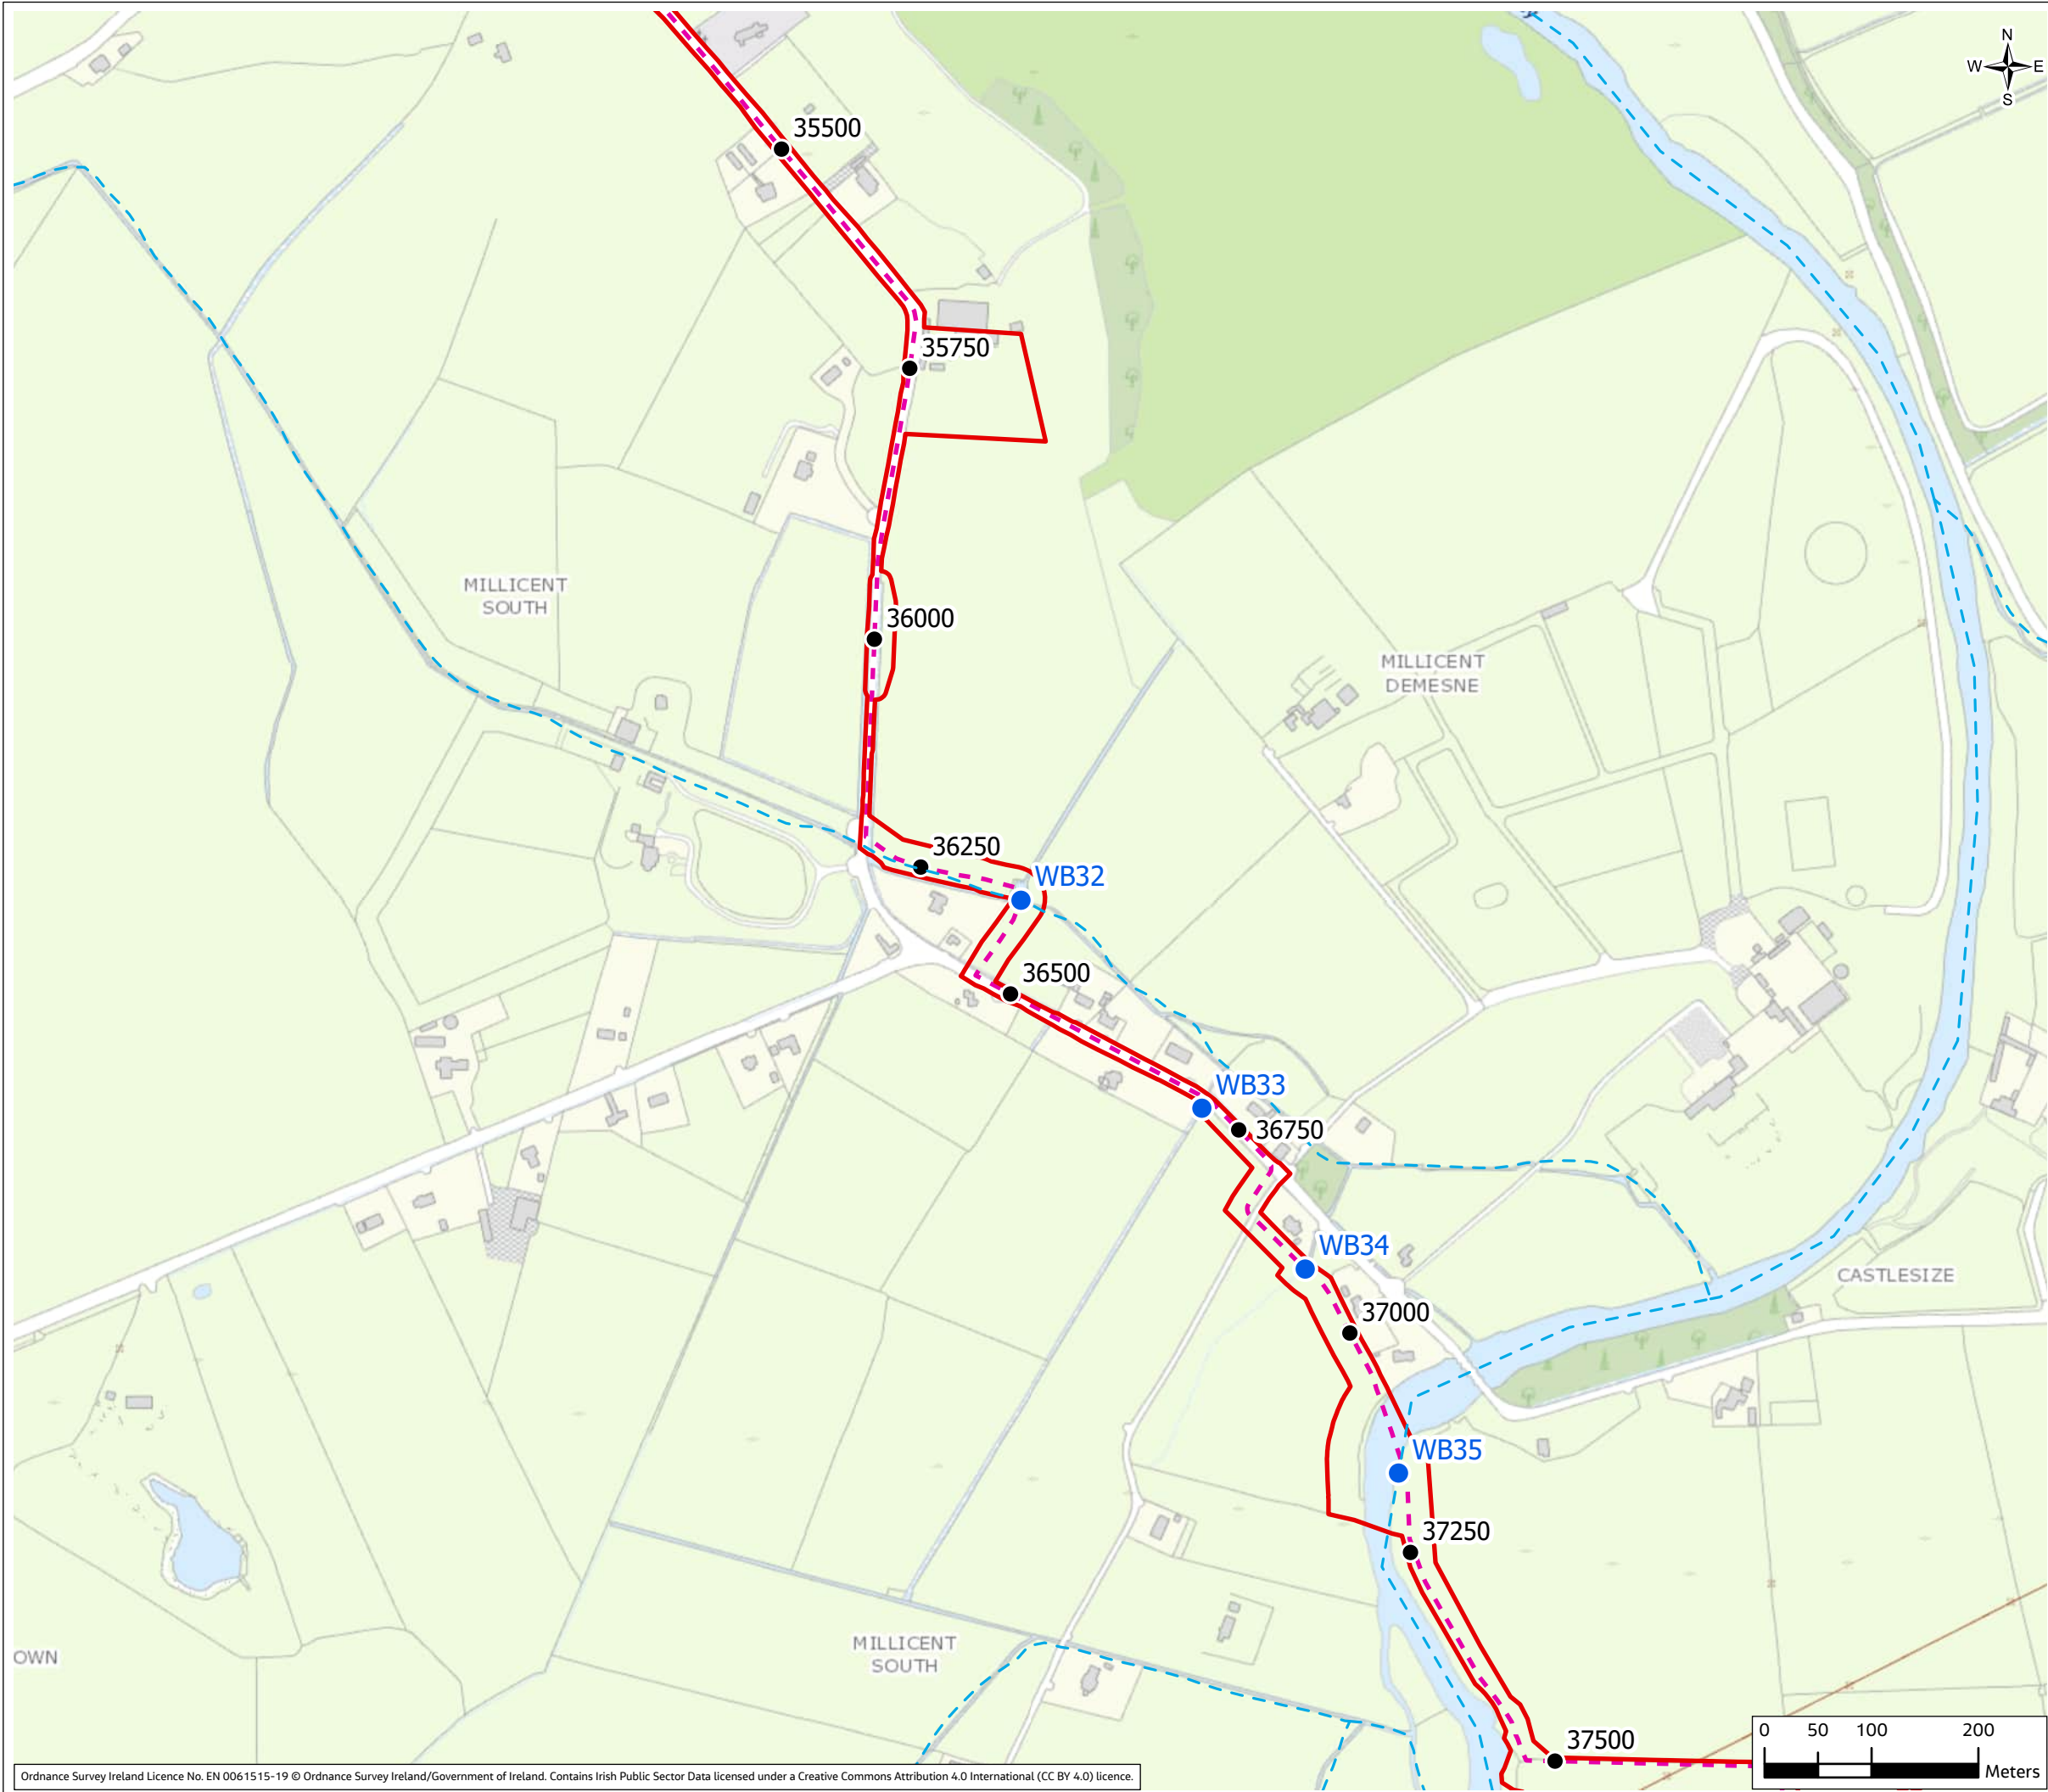 N
W E
S
35500
35750
MILLICENT
SOUTH
36000
MILLICENT
DEMESNE
36250
WB32
36500
WB33
36750
WB34
CASTLESIZE
37000
WB35
37250
MILLICENT
SOUTH
OWN
37500
0 50 100 200
Meters
Ordnance Survey Ireland Licence No. EN 0061515-19 © Ordnance Survey Ireland/Government of Ireland. Contains Irish Public Sector Data licensed under a Creative Commons Attribution 4.0 International (CC BY 4.0) licence.